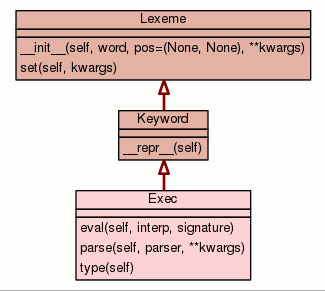 Lexeme
__init__(self, word, pos=(None, None), **kwargs)
set(self, kwargs)
Keyword
__repr__(self)
Exec
eval(self, interp, signature)
parse(self, parser, **kwargs)
type(self)